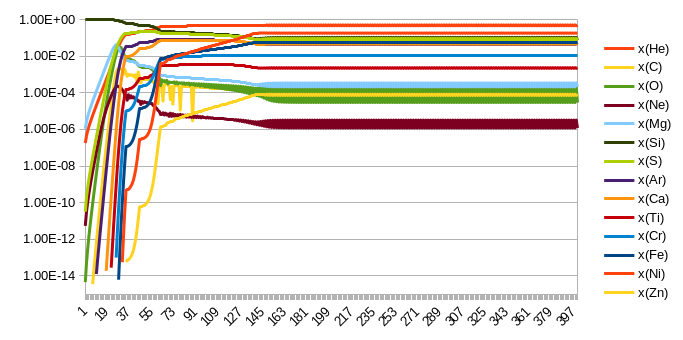 1.00E+00
1.00E-02
1.00E-04
1.00E-06
1.00E-08
1.00E-10
1.00E-12
1.00E-14
1 19 37 55 73 91 109 127 145 163 181 199 217 235 253 271 289 307 325 343 361 379 397
x(He)
x(C)
x(O)
x(Ne)
x(Mg)
x(Si)
x(S)
x(Ar)
x(Ca)
x(Ti)
x(Cr)
x(Fe)
x(Ni)
x(Zn)